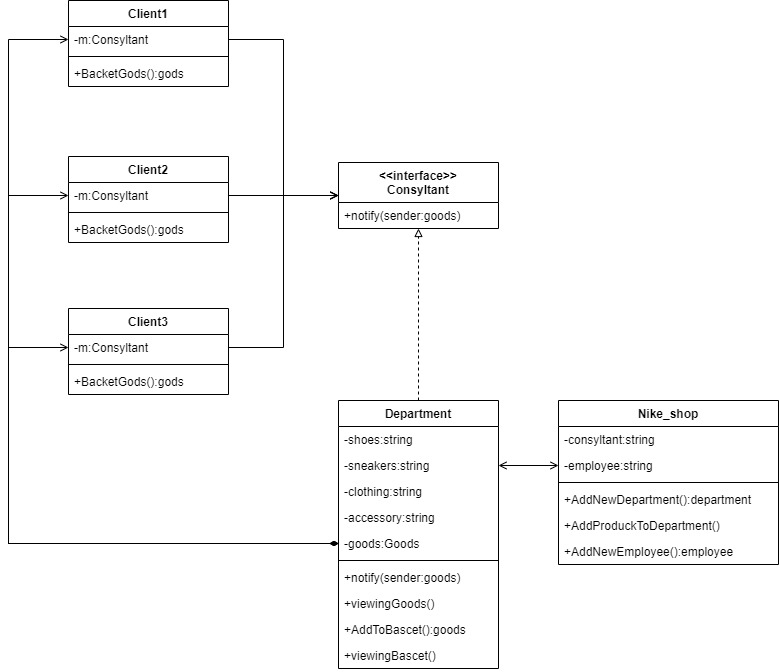 Client1
-m:Consyltant
+BacketGods():gods
Client2
-m:Consyltant
+BacketGods():gods
Client3
-m:Consyltant
+BacketGods():gods
<<interface>>
Consyltant
+notify(sender:goods)
Department
-shoes:string
-sneakers:string
-clothing:string
-accessory:string
-goods:Goods
+notify(sender:goods)
+viewingGoods()
+AddToBascet():goods
+viewingBascet()
Nike_shop
-consyltant:string
-employee:string
+AddNewDepartment():department
+AddProduckToDepartment()
+AddNewEmployee():employee